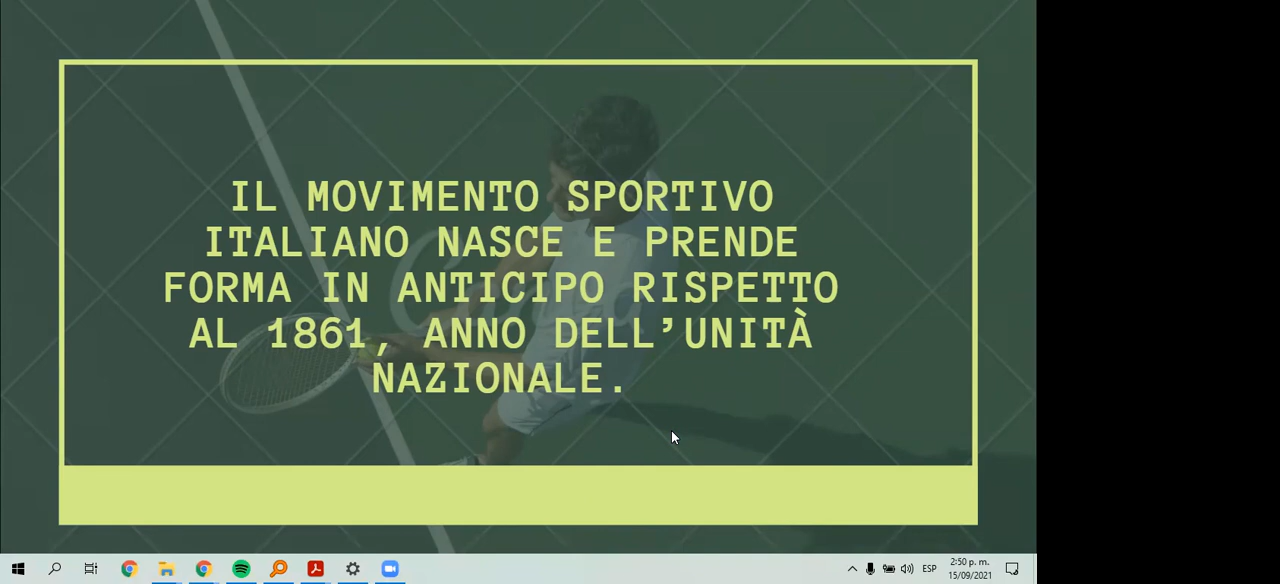 IL MOVIMENTO SPORTIVO
ITALIANO NASCE E PRENDE
FORMA IN ANTICIPO RISPETTO
AL 1861, ANNO DELL’UNITÀ
NAZIONALE.
ESP
2:50 p. m.
15/09/2021